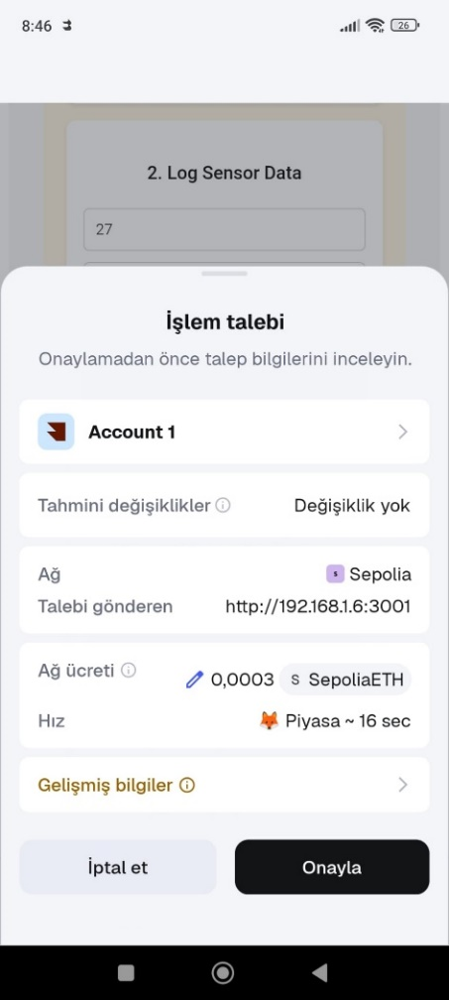 8:46
26
2. Log Sensor Data
27
İşlem talebi
Onaylamadan önce talep bilgilerini inceleyin.
Account 1
Tahmini değişiklikler Değişiklik yok
Ağ s Sepolia
Talebi gönderen http://192.168.1.6:3001
Ağ ücreti 0,0003 S SepoliaETH
Hız Piyasa ~ 16 sec
Gelişmiş bilgiler
İptal et Onayla